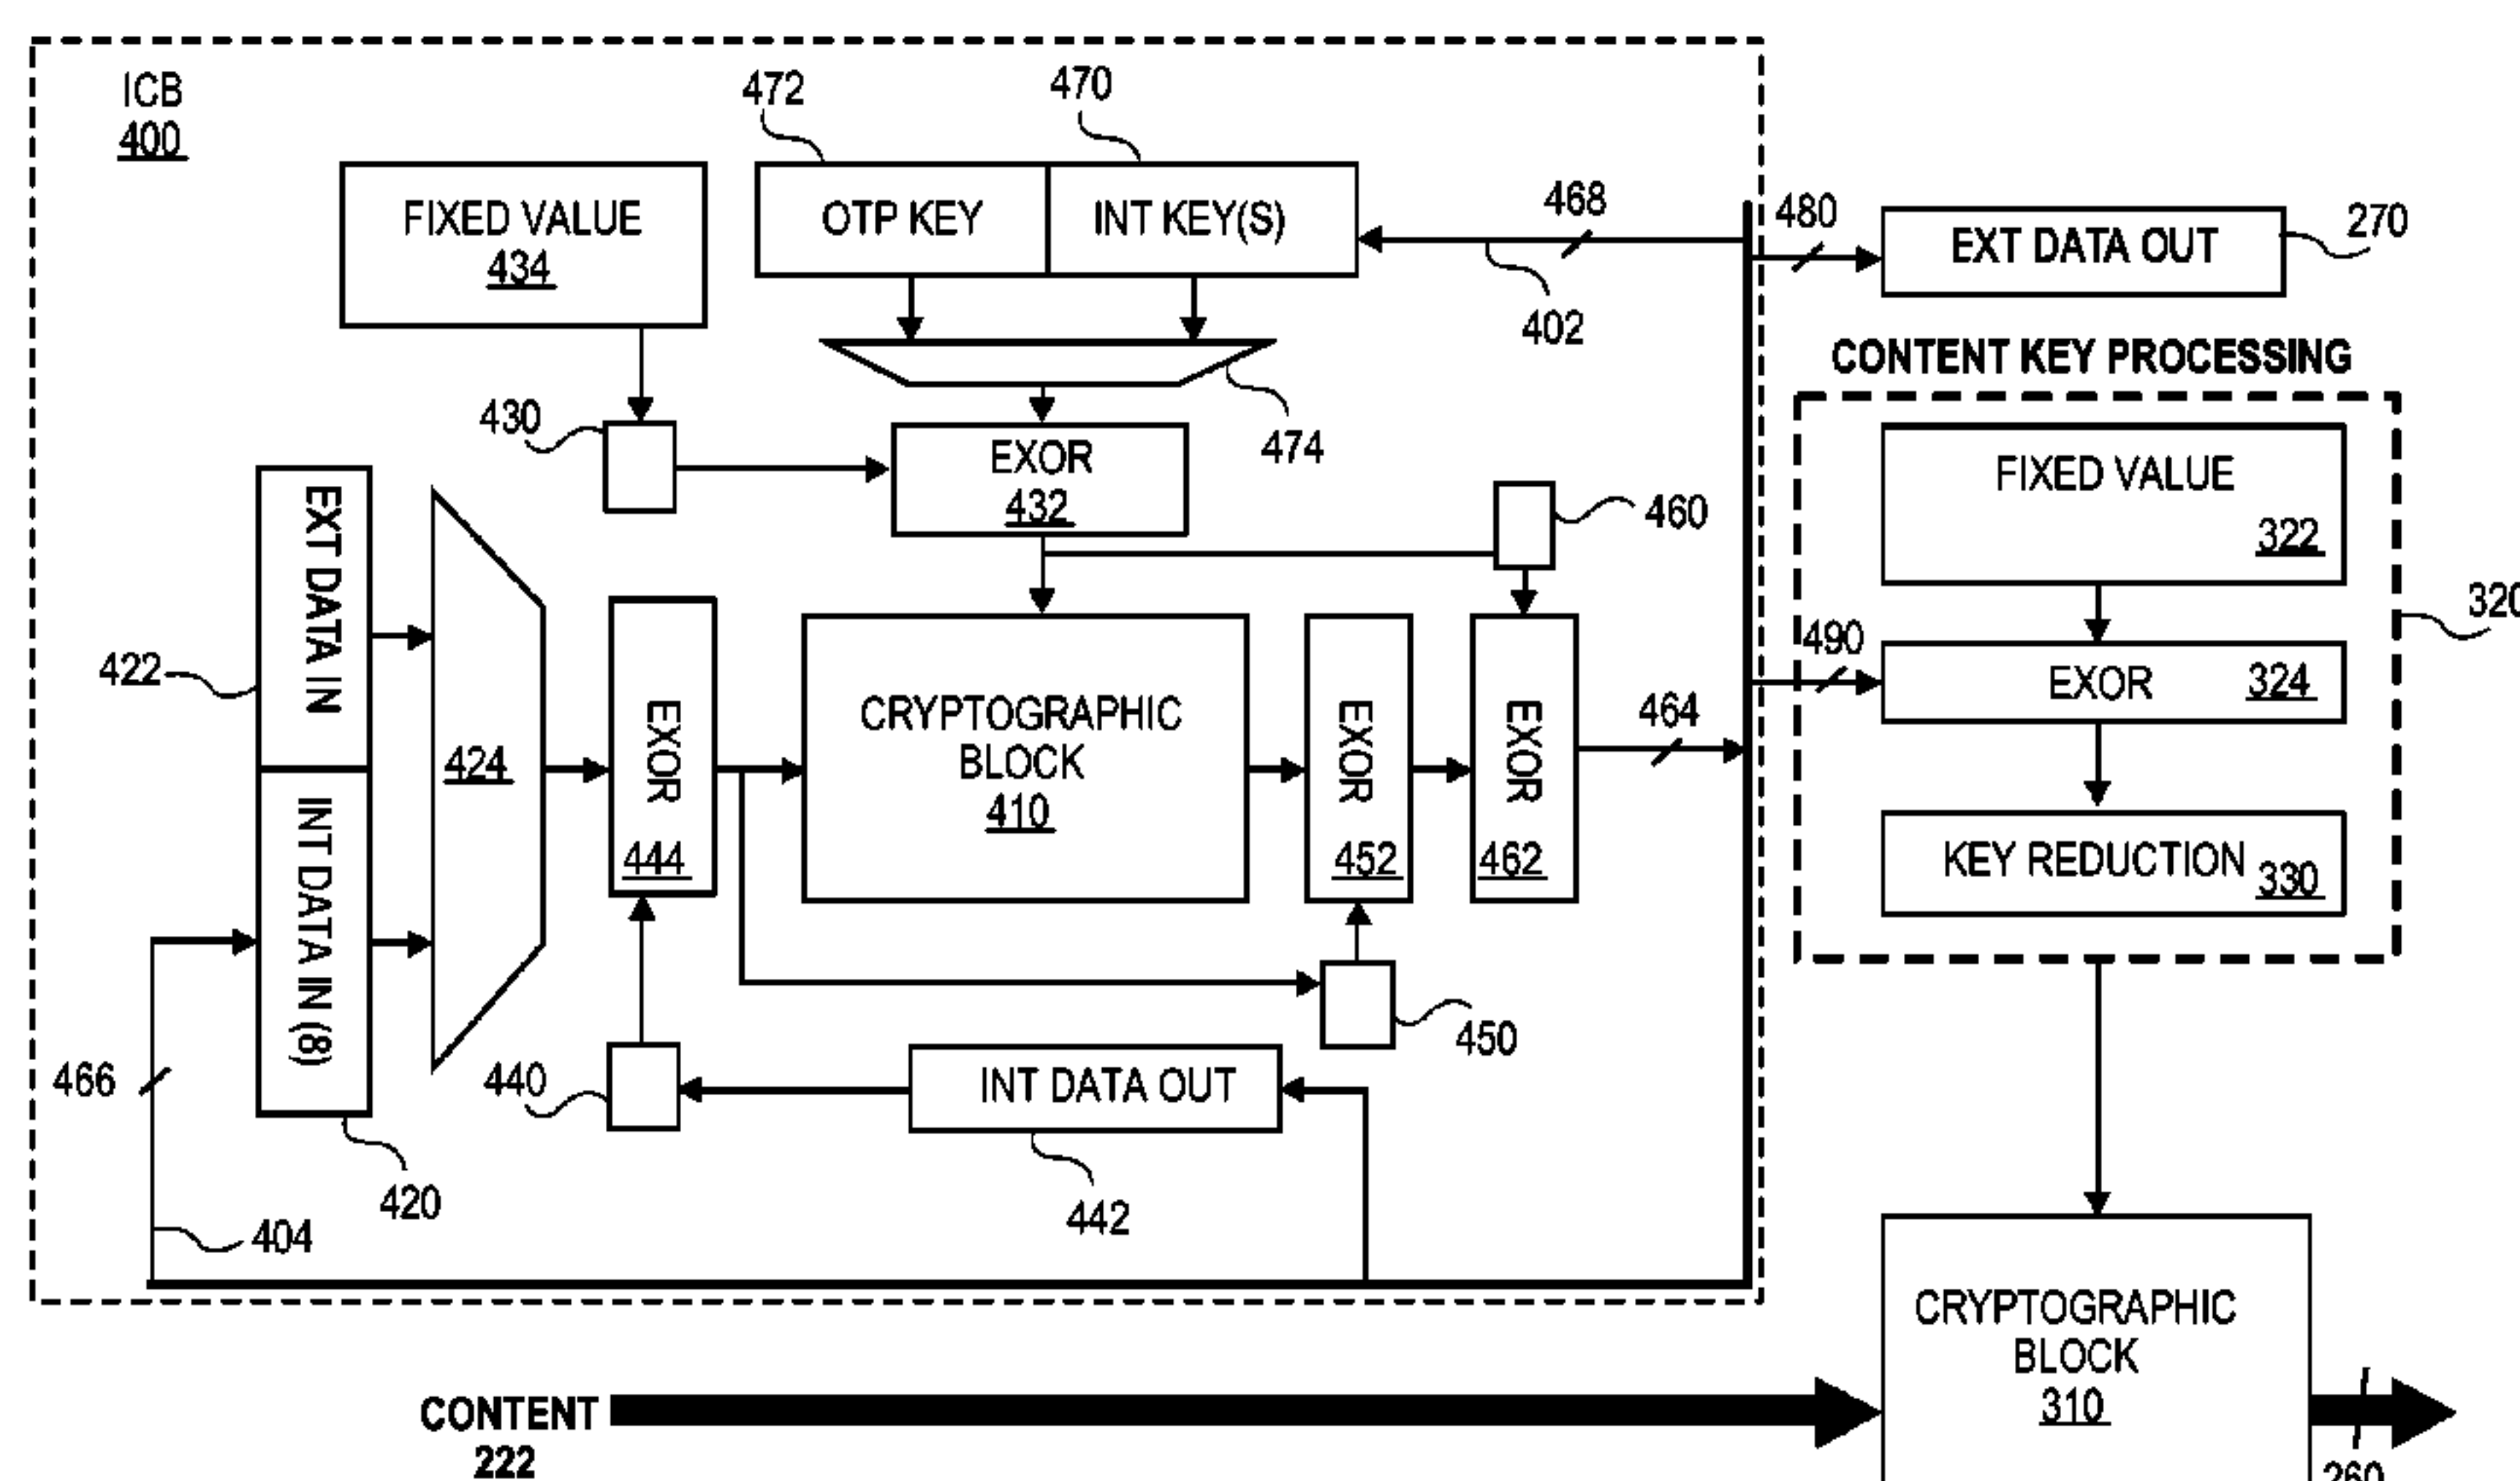 ICB
400
472
470
FIXED VALUE
434
OTP KEY
INT KEY(S)
468
402
480
EXT DATA OUT
270
430
474
EXOR
432
460
CONTENT KEY PROCESSING
FIXED VALUE
322
320
490
EXOR 324
KEY REDUCTION 330
422
EXT DATA IN
INT DATA IN (8)
424
EXOR
444
CRYPTOGRAPHIC
BLOCK
410
EXOR
452
EXOR
462
464
450
466
440
INT DATA OUT
442
420
404
CRYPTOGRAPHIC
BLOCK
310
CONTENT
222
260